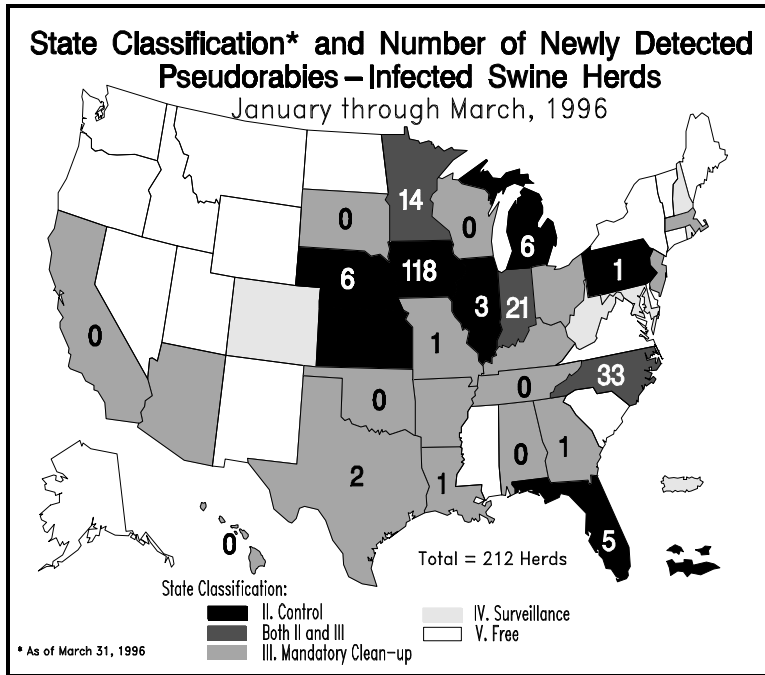 State Classification* and Number of Newly Detected
Pseudorabies–Infected Swine Herds
January through March, 1996
14
0
0
6
6
118
1
3
21
0
1
33
0
0
2
1
0
1
5
0
Total = 212 Herds
State Classification:
II. Control
Both II and III
III. Mandatory Clean-up
IV. Surveillance
V. Free
* As of March 31, 1996